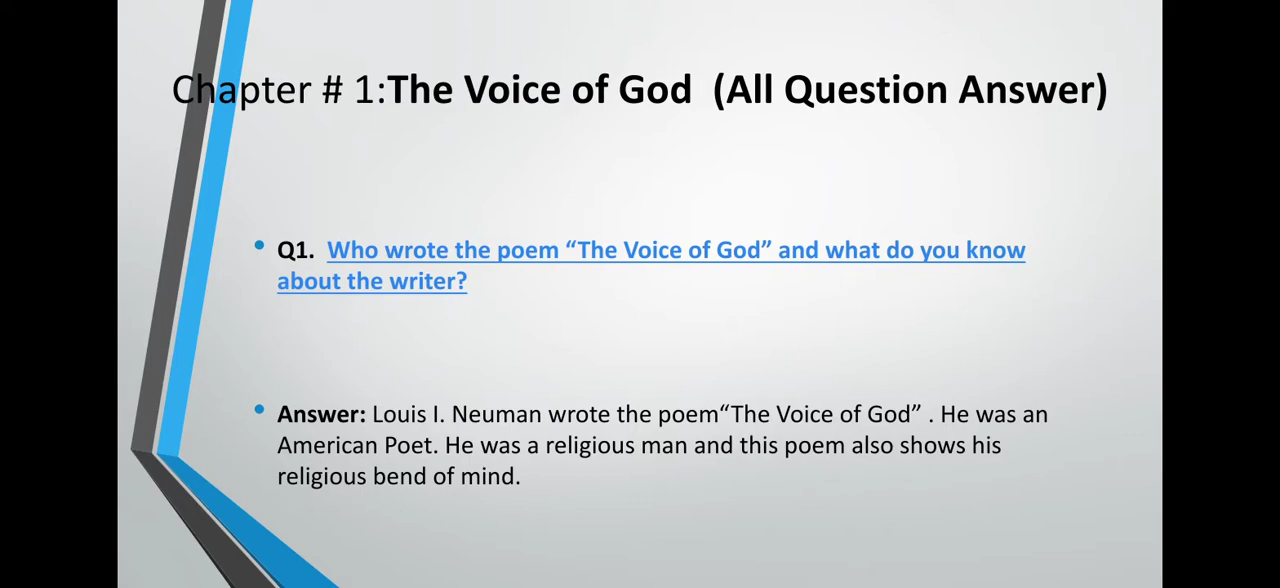 Chapter # 1:The Voice of God (All Question Answer)
• Q1. Who wrote the poem “The Voice of God” and what do you know
about the writer?
• Answer: Louis I. Neuman wrote the poem“The Voice of God” . He was an
American Poet. He was a religious man and this poem also shows his
religious bend of mind.